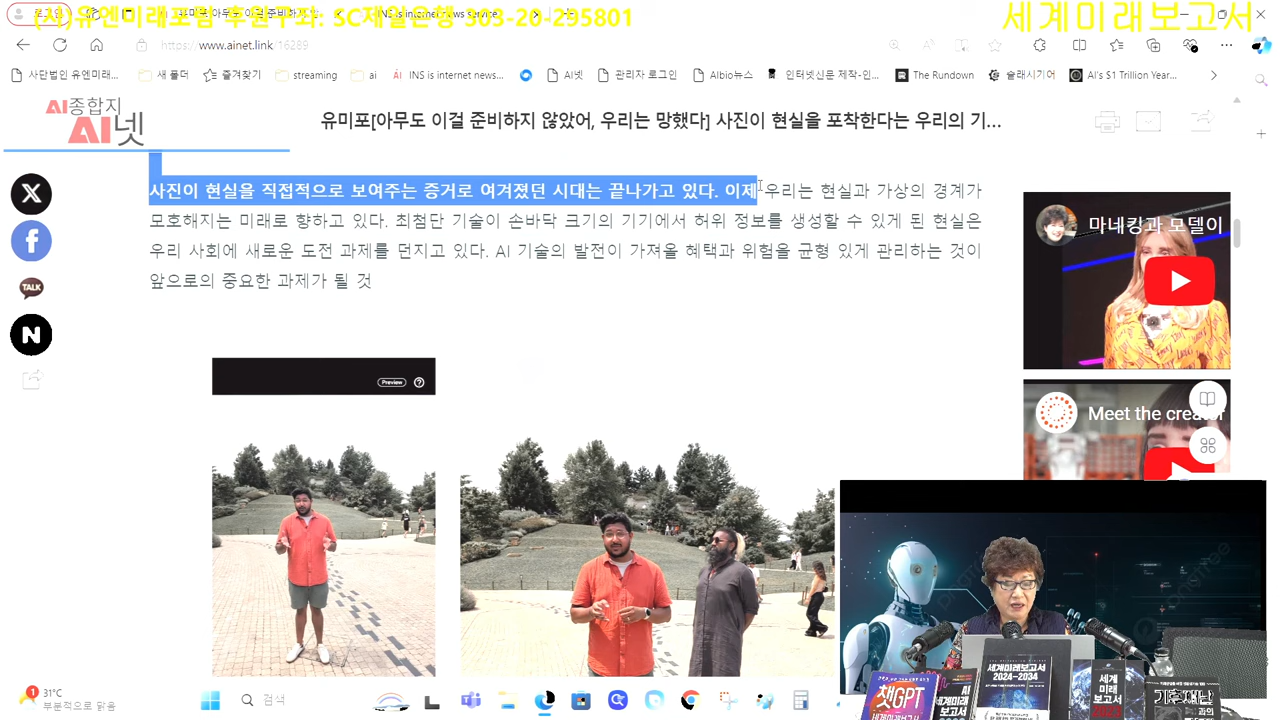 (사)유엔미래포럼 후원구좌: SC제일은행 303-20-295801
세계미래보고서
INS is internet news service
https://www.ainet.link/16289
사단법인 유엔미래...
새 폴더
즐겨찾기
streaming
ai
INS is internet news...
AI넷
관리자 로그인
AIbio뉴스
인터넷신문 제작-인...
The Rundown
술래시기어
AI's $1 Trillion Year...
AI종합지
AI넷
유미포[아무도 이걸 준비하지 않았어, 우리는 망했다] 사진이 현실을 포착한다는 우리의 기...
사진이 현실을 직접적으로 보여주는 증거로 여겨졌던 시대는 끝나가고 있다. 이제 우리는 현실과 가상의 경계가
모호해지는 미래로 향하고 있다. 최첨단 기술이 손바닥 크기의 기기에서 허위 정보를 생성할 수 있게 된 현실은
우리 사회에 새로운 도전 과제를 던지고 있다. AI 기술의 발전이 가져올 혜택과 위험을 균형 있게 관리하는 것이
앞으로의 중요한 과제가 될 것
TALK
N
마네킹과 모델이
Meet the creator
Preview
챗GPT
세계미래보고서
세계미래보고서
2024-2034
세계
미래
보고서
기후재난
1
31°C
부분적으로 맑음
검색